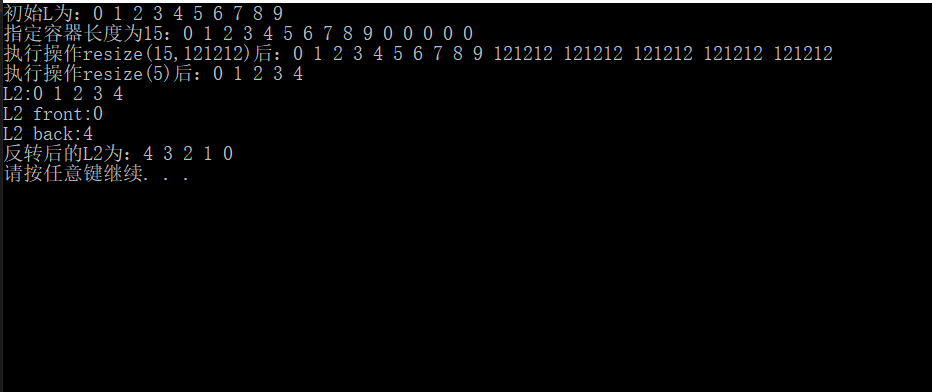 初始L为：0 1 2 3 4 5 6 7 8 9
指定容器长度为15：0 1 2 3 4 5 6 7 8 9 0 0 0 0 0
执行操作resize(15,121212)后：0 1 2 3 4 5 6 7 8 9 121212 121212 121212 121212 121212
执行操作resize(5)后：0 1 2 3 4
L2:0 1 2 3 4
L2 front:0
L2 back:4
反转后的L2为：4 3 2 1 0
请按任意键继续. . .